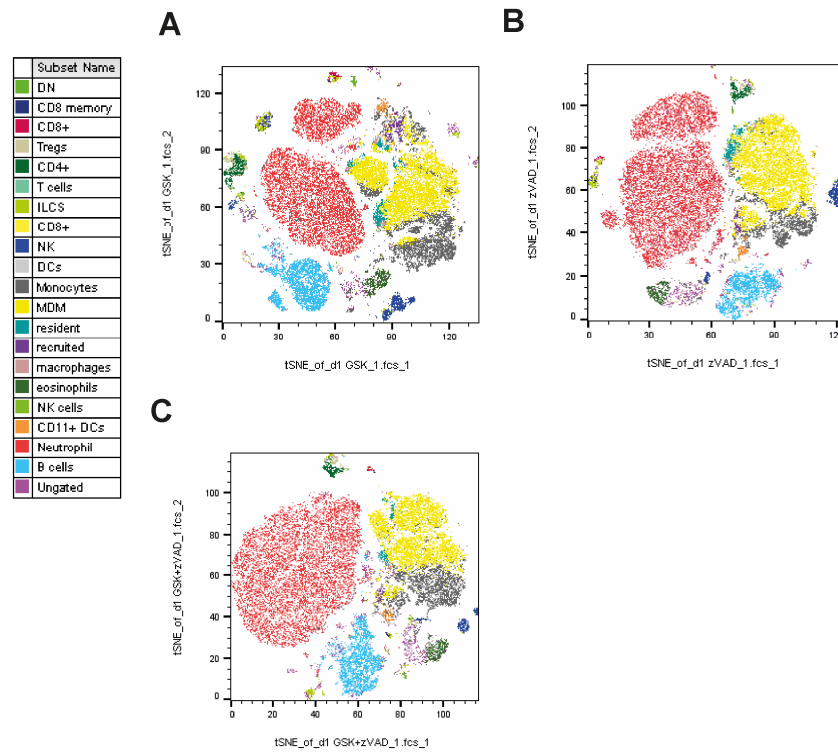 A
B
Subset Name
DN
CD8 memory
CD8+
Tregs
CD4+
T cells
ILCS
CD8+
NK
DCs
Monocytes
MDM
resident
recruited
macrophages
eosinophils
NK cells
CD11+ DCs
Neutrophil
B cells
Ungated
tSNE_of_d1 GSK_1.fcs_2
120
90
60
30
0
0 30 60 90 120
tSNE_of_d1 GSK_1.fcs_1
tSNE_of_d1 zVAD_1.fcs_2
100
80
60
40
20
0
0 30 60 90 120
tSNE_of_d1 zVAD_1.fcs_1
C
tSNE_of_d1 GSK+zVAD_1.fcs_2
100
80
60
40
20
0
0 20 40 60 80 100
tSNE_of_d1 GSK+zVAD_1.fcs_1